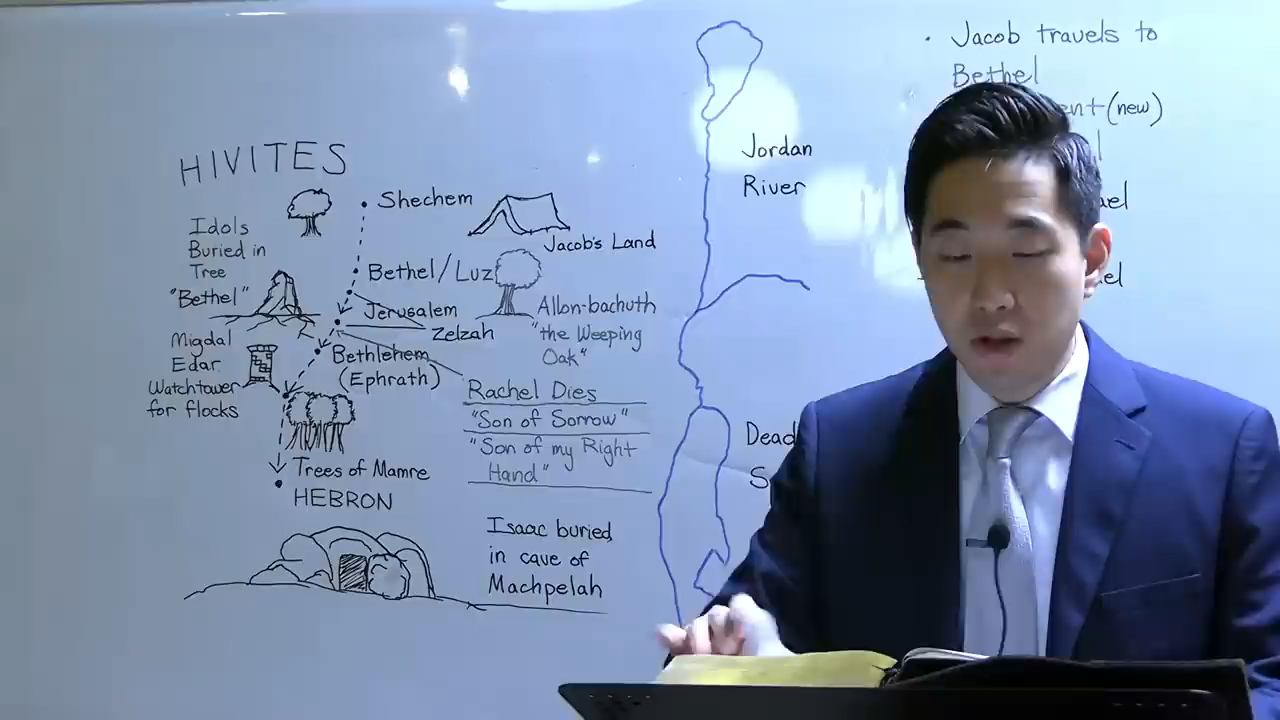 HIVITES
Shechem
Idols
Buried in
Tree
"Bethel"
Jacob's Land
Bethel/Luz
Jerusalem
Zelzah
Allon-bachuth
"the Weeping
Oak"
Migdal
Edar
Watchtower
for flocks
Bethlehem
(Ephrath)
Rachel Dies
"Son of Sorrow"
"Son of my Right
Hand"
Trees of Mamre
HEBRON
Isaac buried
in cave of
Machpelah
Jordan
River
Dead
• Jacob travels to
Bethel
(new)